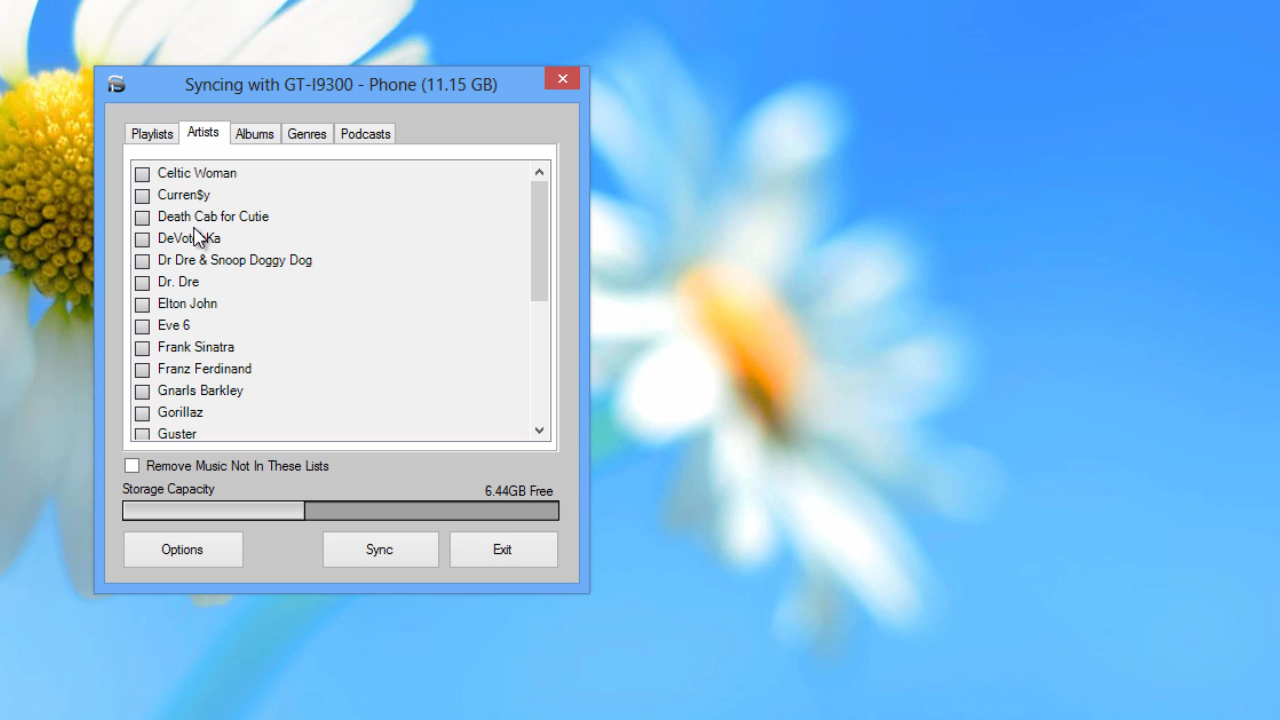 Syncing with GT-I9300 - Phone (11.15 GB)
Playlists Artists Albums Genres Podcasts
Celtic Woman
Curren$y
Death Cab for Cutie
Dr Dre & Snoop Doggy Dog
Dr. Dre
Elton John
Eve 6
Frank Sinatra
Franz Ferdinand
Gnarls Barkley
Gorillaz
Guster
Remove Music Not In These Lists
Storage Capacity 6.44GB Free
Options Sync Exit